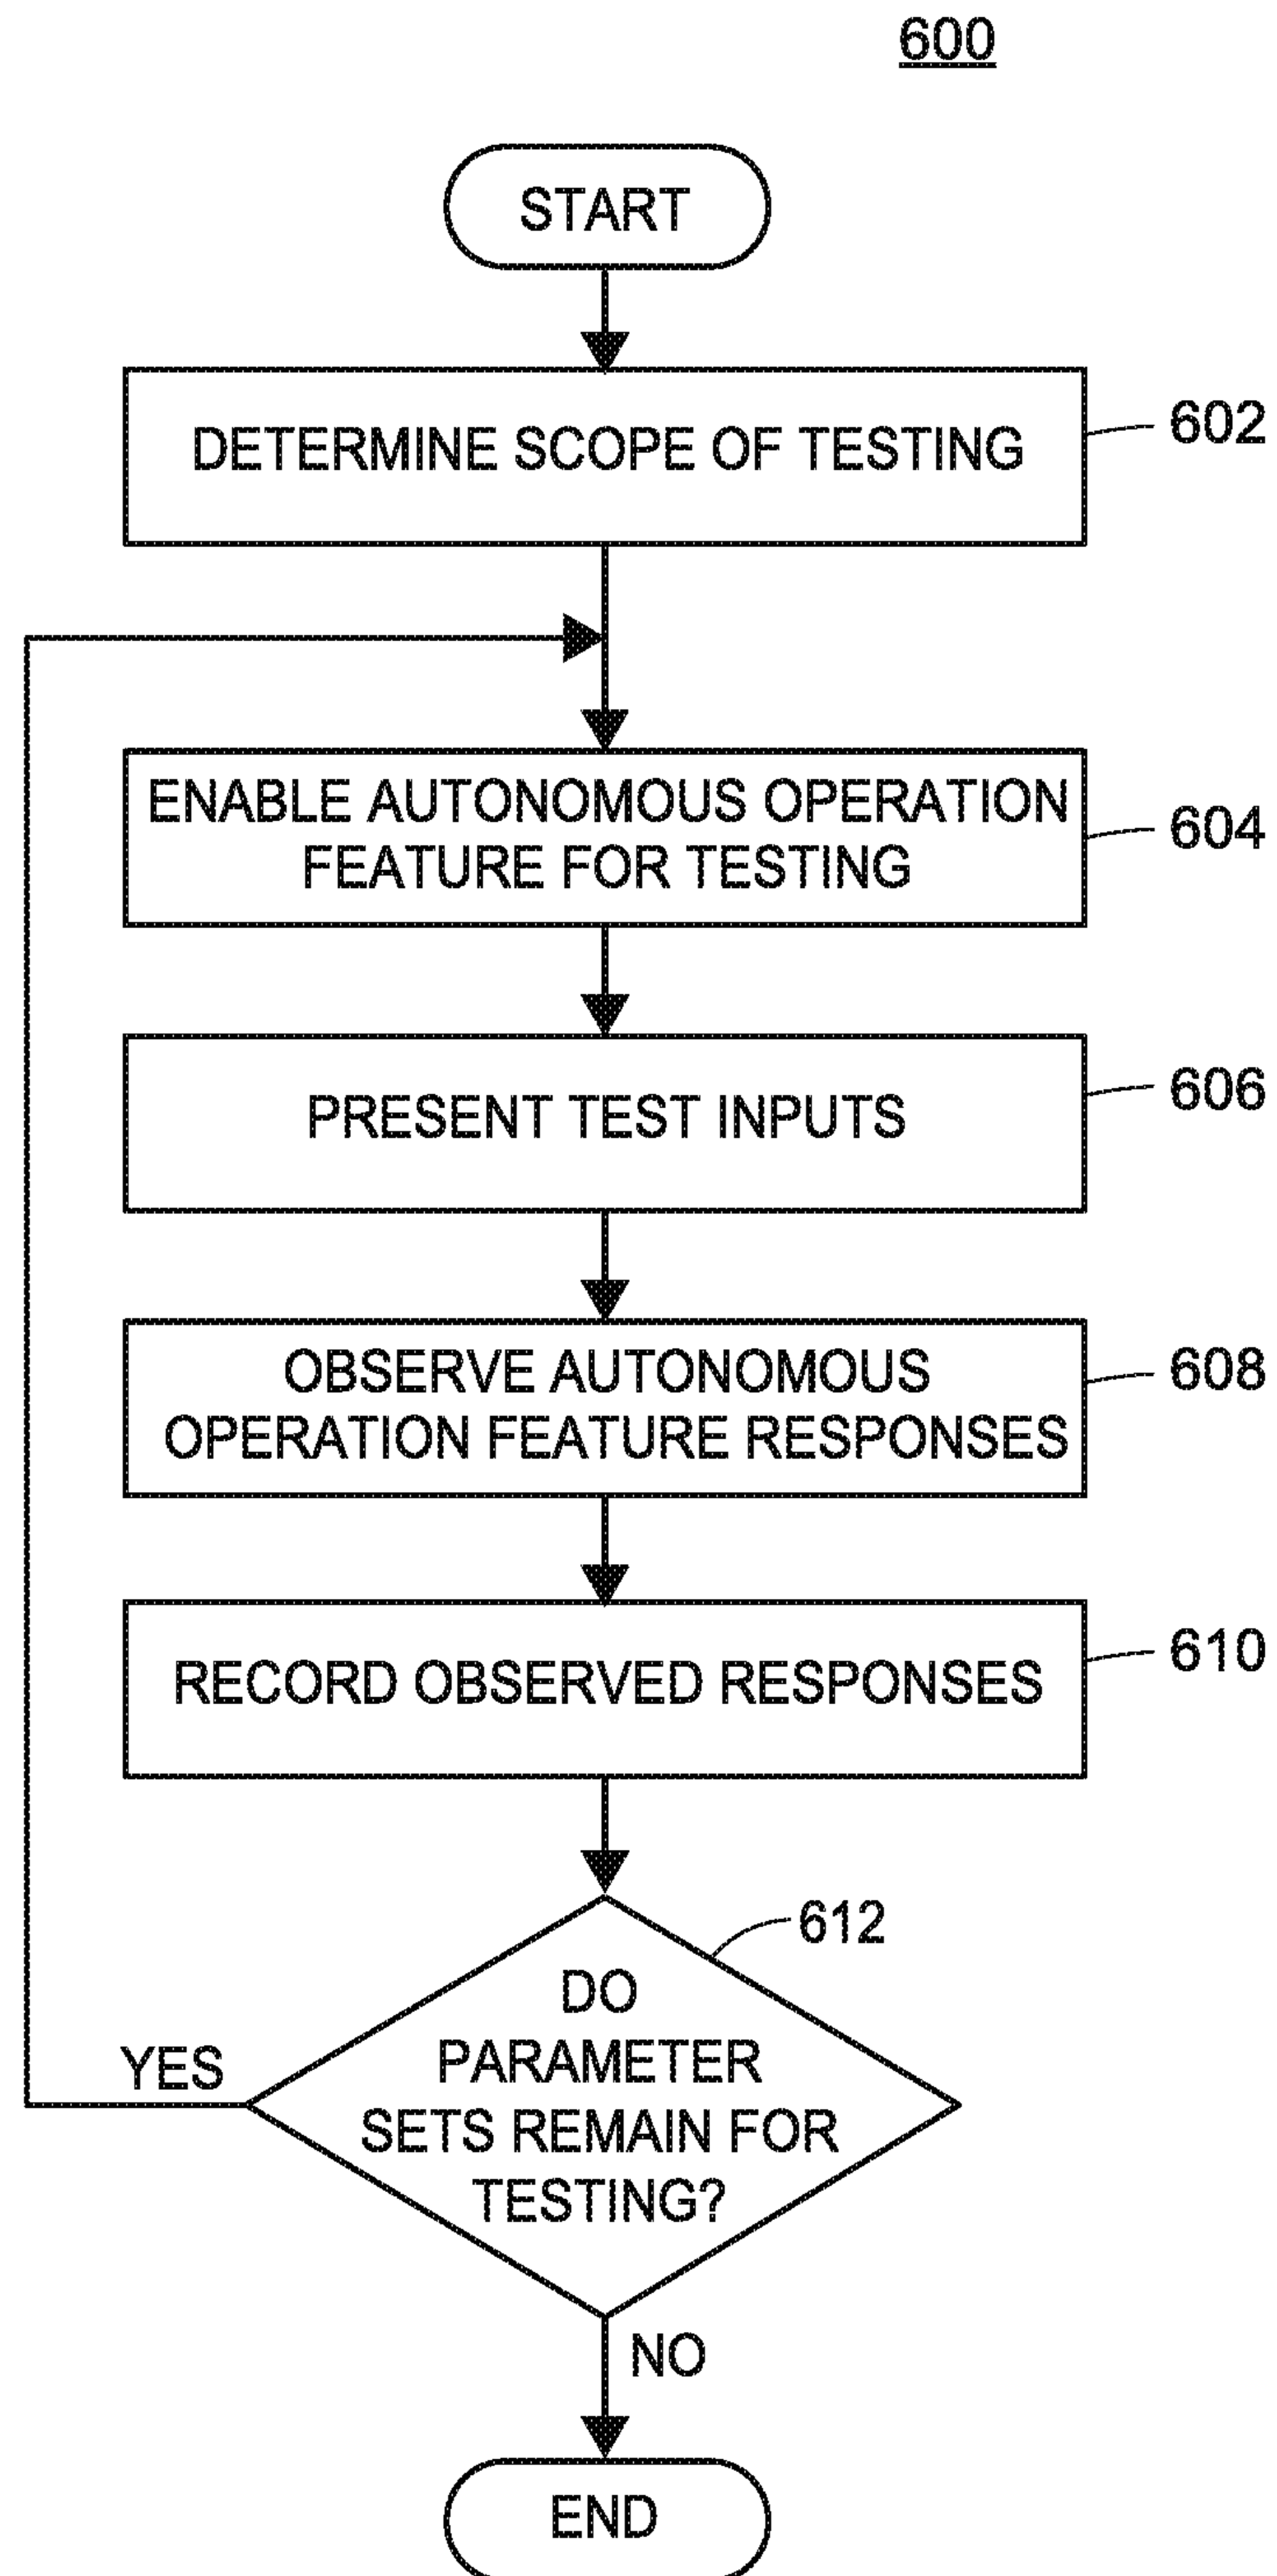 600
START
DETERMINE SCOPE OF TESTING
602
ENABLE AUTONOMOUS OPERATION
FEATURE FOR TESTING
604
PRESENT TEST INPUTS
606
OBSERVE AUTONOMOUS
OPERATION FEATURE RESPONSES
608
RECORD OBSERVED RESPONSES
610
612
DO
PARAMETER
SETS REMAIN FOR
TESTING?
YES
NO
END